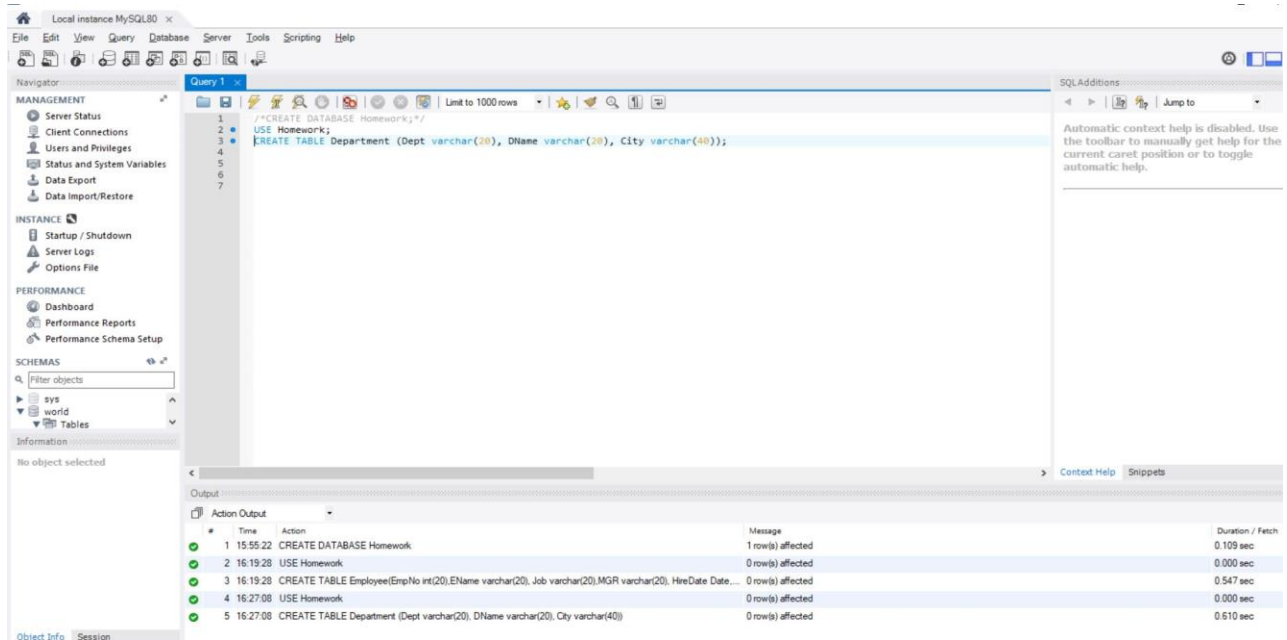 Local instance MySQL80 ×
File Edit View Query Database Server Tools Scripting Help
Navigator
MANAGEMENT
Server Status
Client Connections
Users and Privileges
Status and System Variables
Data Export
Data Import/Restore
INSTANCE
Startup / Shutdown
Server Logs
Options File
PERFORMANCE
Dashboard
Performance Reports
Performance Schema Setup
SCHEMAS
Filter objects
sys
world
Tables
Information
No object selected
Object Info Session
Query 1 ×
Limit to 1000 rows
1 /*CREATE DATABASE Homework;*/
2 USE Homework;
3 CREATE TABLE Department (Dept varchar(20), DName varchar(20), City varchar(40));
4
5
6
7
SQLAdditions
Jump to
Automatic context help is disabled. Use
the toolbar to manually get help for the
current caret position or to toggle
automatic help.
Context Help Snippets
Output
Action Output
# Time Action Message Duration / Fetch
1 15:55:22 CREATE DATABASE Homework 1 row(s) affected 0.109 sec
2 16:19:28 USE Homework 0 row(s) affected 0.000 sec
3 16:19:28 CREATE TABLE Employee(EmpNo int(20),EName varchar(20), Job varchar(20),MGR varchar(20), HireDate Date,... 0 row(s) affected 0.547 sec
4 16:27:08 USE Homework 0 row(s) affected 0.000 sec
5 16:27:08 CREATE TABLE Department (Dept varchar(20), DName varchar(20), City varchar(40)) 0 row(s) affected 0.610 sec